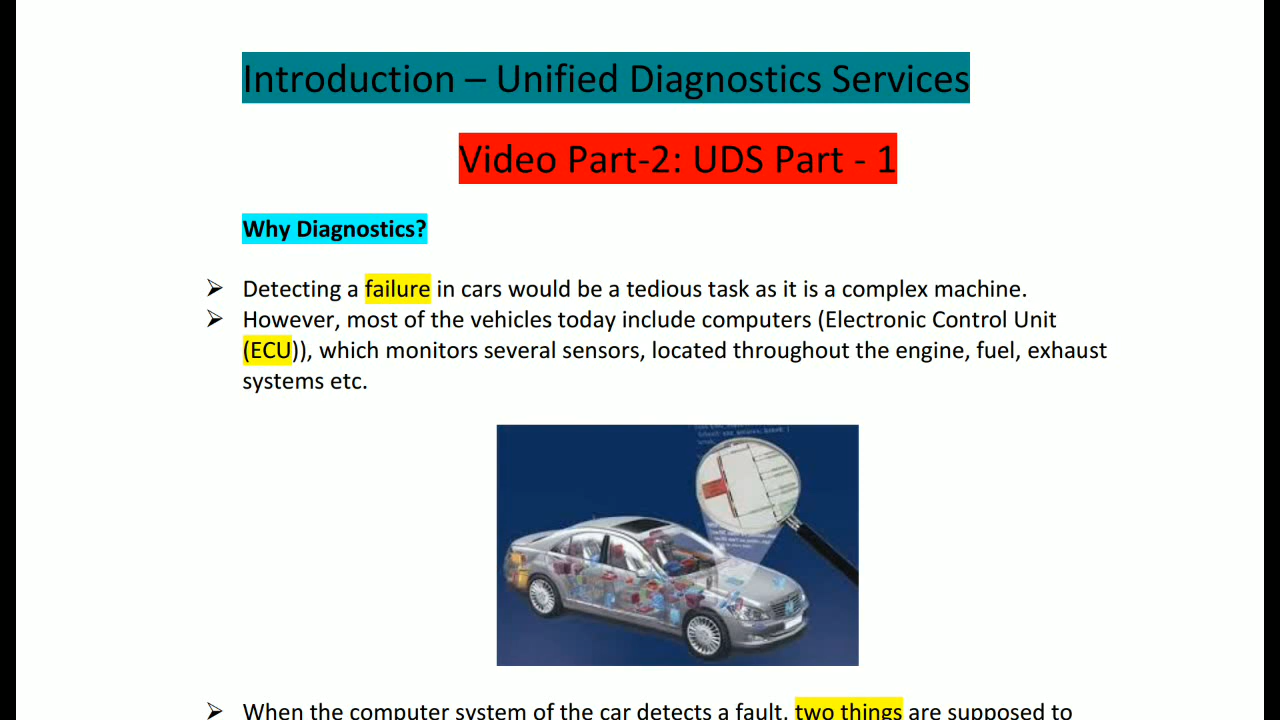 Introduction – Unified Diagnostics Services
Video Part-2: UDS Part - 1
Why Diagnostics?
➢ Detecting a failure in cars would be a tedious task as it is a complex machine.
➢ However, most of the vehicles today include computers (Electronic Control Unit
(ECU)), which monitors several sensors, located throughout the engine, fuel, exhaust
systems etc.
➢ When the computer system of the car detects a fault, two things are supposed to